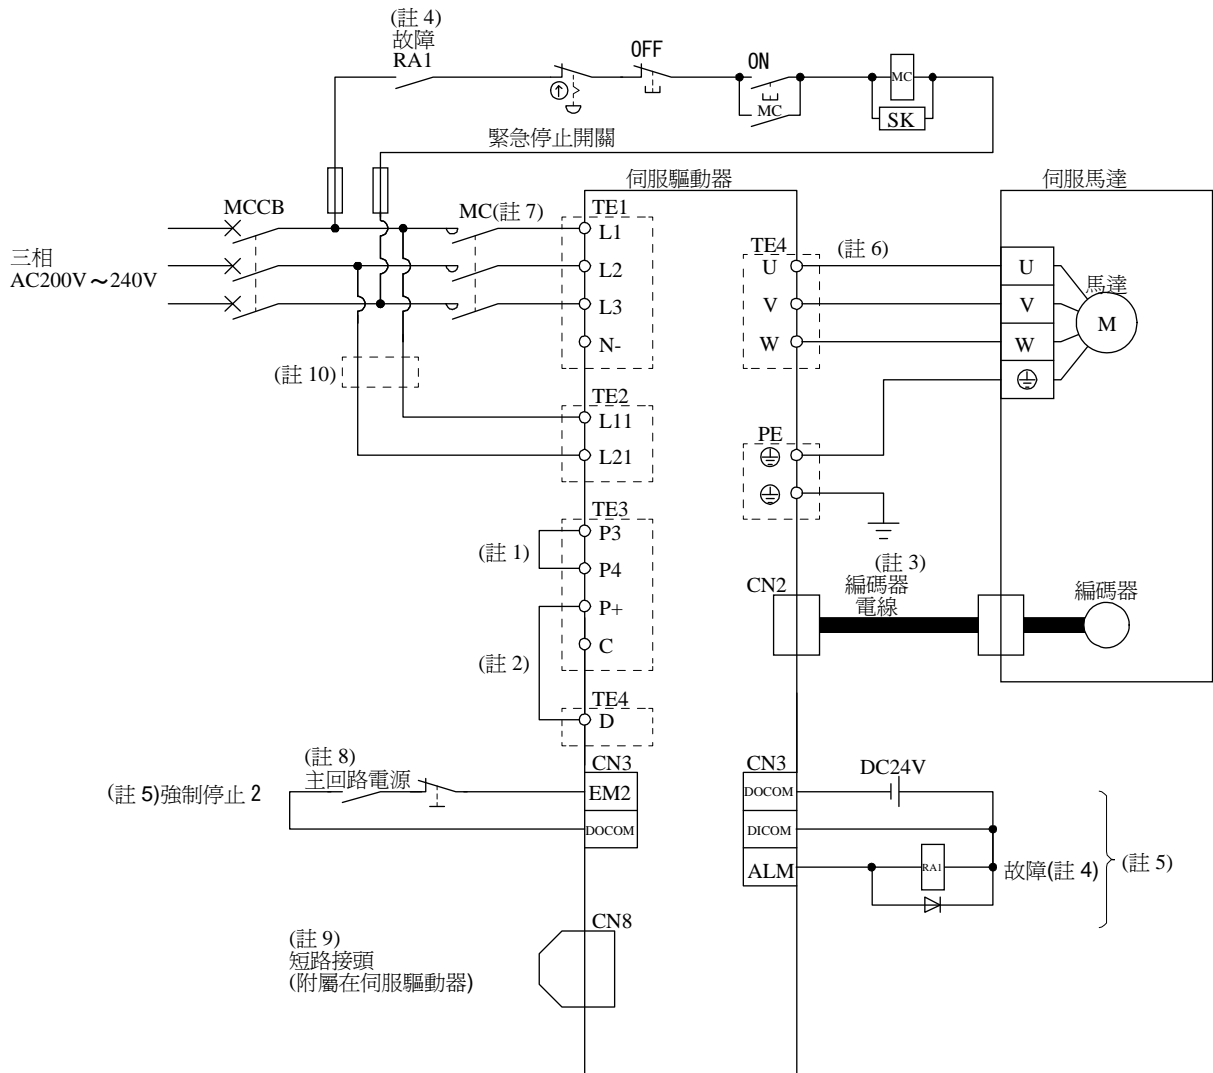 (註 4)
故障
RA1
OFF
ON
MC
MC
SK
緊急停止開關
伺服驅動器
伺服馬達
MCCB
MC(註 7)
TE1
L1
三相
AC200V～240V
L2
L3
N-
TE4
U
(註 6)
V
W
U
V
W
馬達
M
(註 10)
TE2
L11
L21
PE
TE3
(註 1)
P3
P4
P+
(註 2)
C
TE4
D
(註 3)
CN2
編碼器
電線
編碼器
(註 8)
主回路電源
(註 5)強制停止 2
CN3
EM2
DOCOM
CN3
DC24V
DOCOM
DICOM
ALM
RA1
故障(註 4)
(註 5)
CN8
(註 9)
短路接頭
(附屬在伺服驅動器)